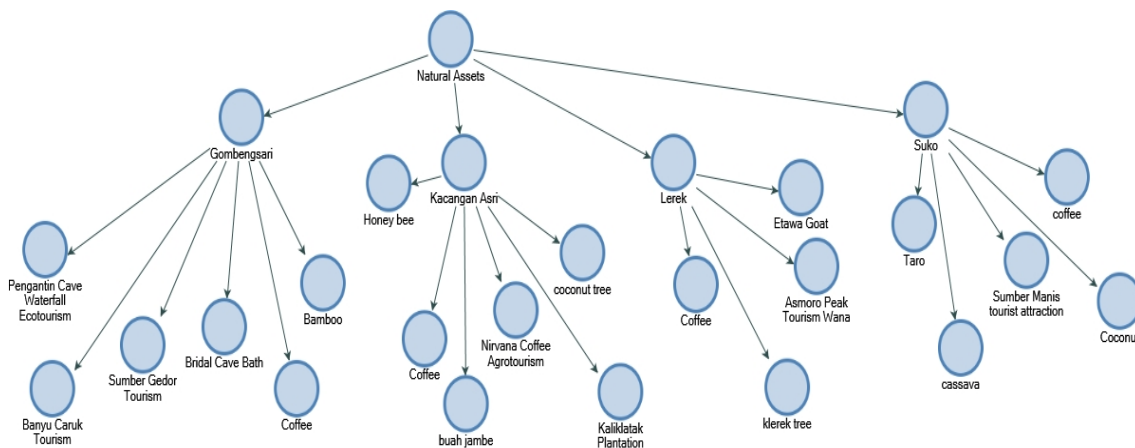 Natural Assets
Gombengsari
Kacangan Asri
Lerek
Suko
Honey bee
Etawa Goat
coffee
Pengantin Cave
Waterfall
Ecotourism
Bamboo
coconut tree
Taro
Banyu Caruk
Tourism
Sumber Gedor
Tourism
Bridal Cave Bath
Coffee
Coffee
Nirvana Coffee
Agrotourism
buah jambe
Kaliklatak
Plantation
Coffee
Asmoro Peak
Tourism Wana
klerek tree
Sumber Manis
tourist attraction
cassava
Coconut